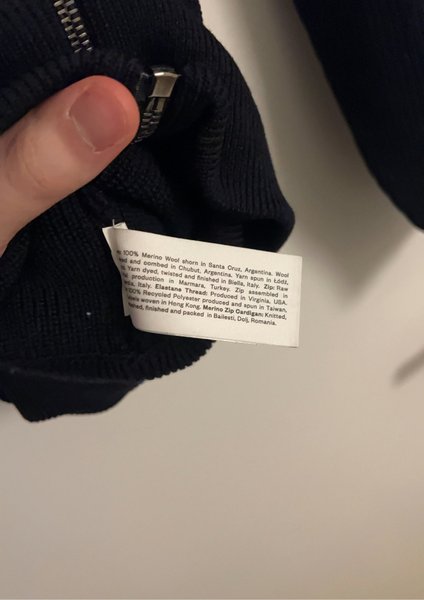 100% Merino Wool shorn in Santa Cruz, Argentina. Wool
and combed in Chubut, Argentina. Yarn spun in Łódź,
Yarn dyed, twisted and finished in Biella, Italy. Zip: Raw
production in Marmara, Turkey. Zip assembled in
Italy. Elastane Thread: Produced in Virginia, USA.
100% Recycled Polyester produced and spun in Taiwan,
woven in Hong Kong. Merino Zip Cardigan: Knitted,
finished and packed in Bailesti, Dolj, Romania.